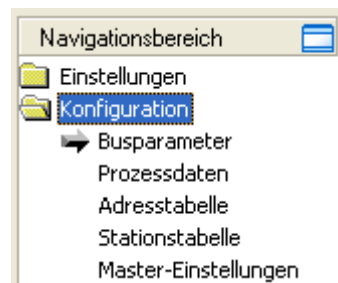 Navigationsbereich
Einstellungen
Konfiguration
Busparameter
Prozessdaten
Adresstabelle
Stationstabelle
Master-Einstellungen